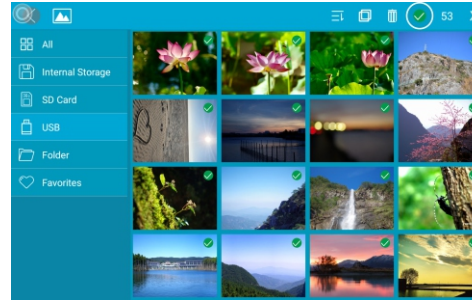 53
All
Internal Storage
SD Card
USB
Folder
Favorites